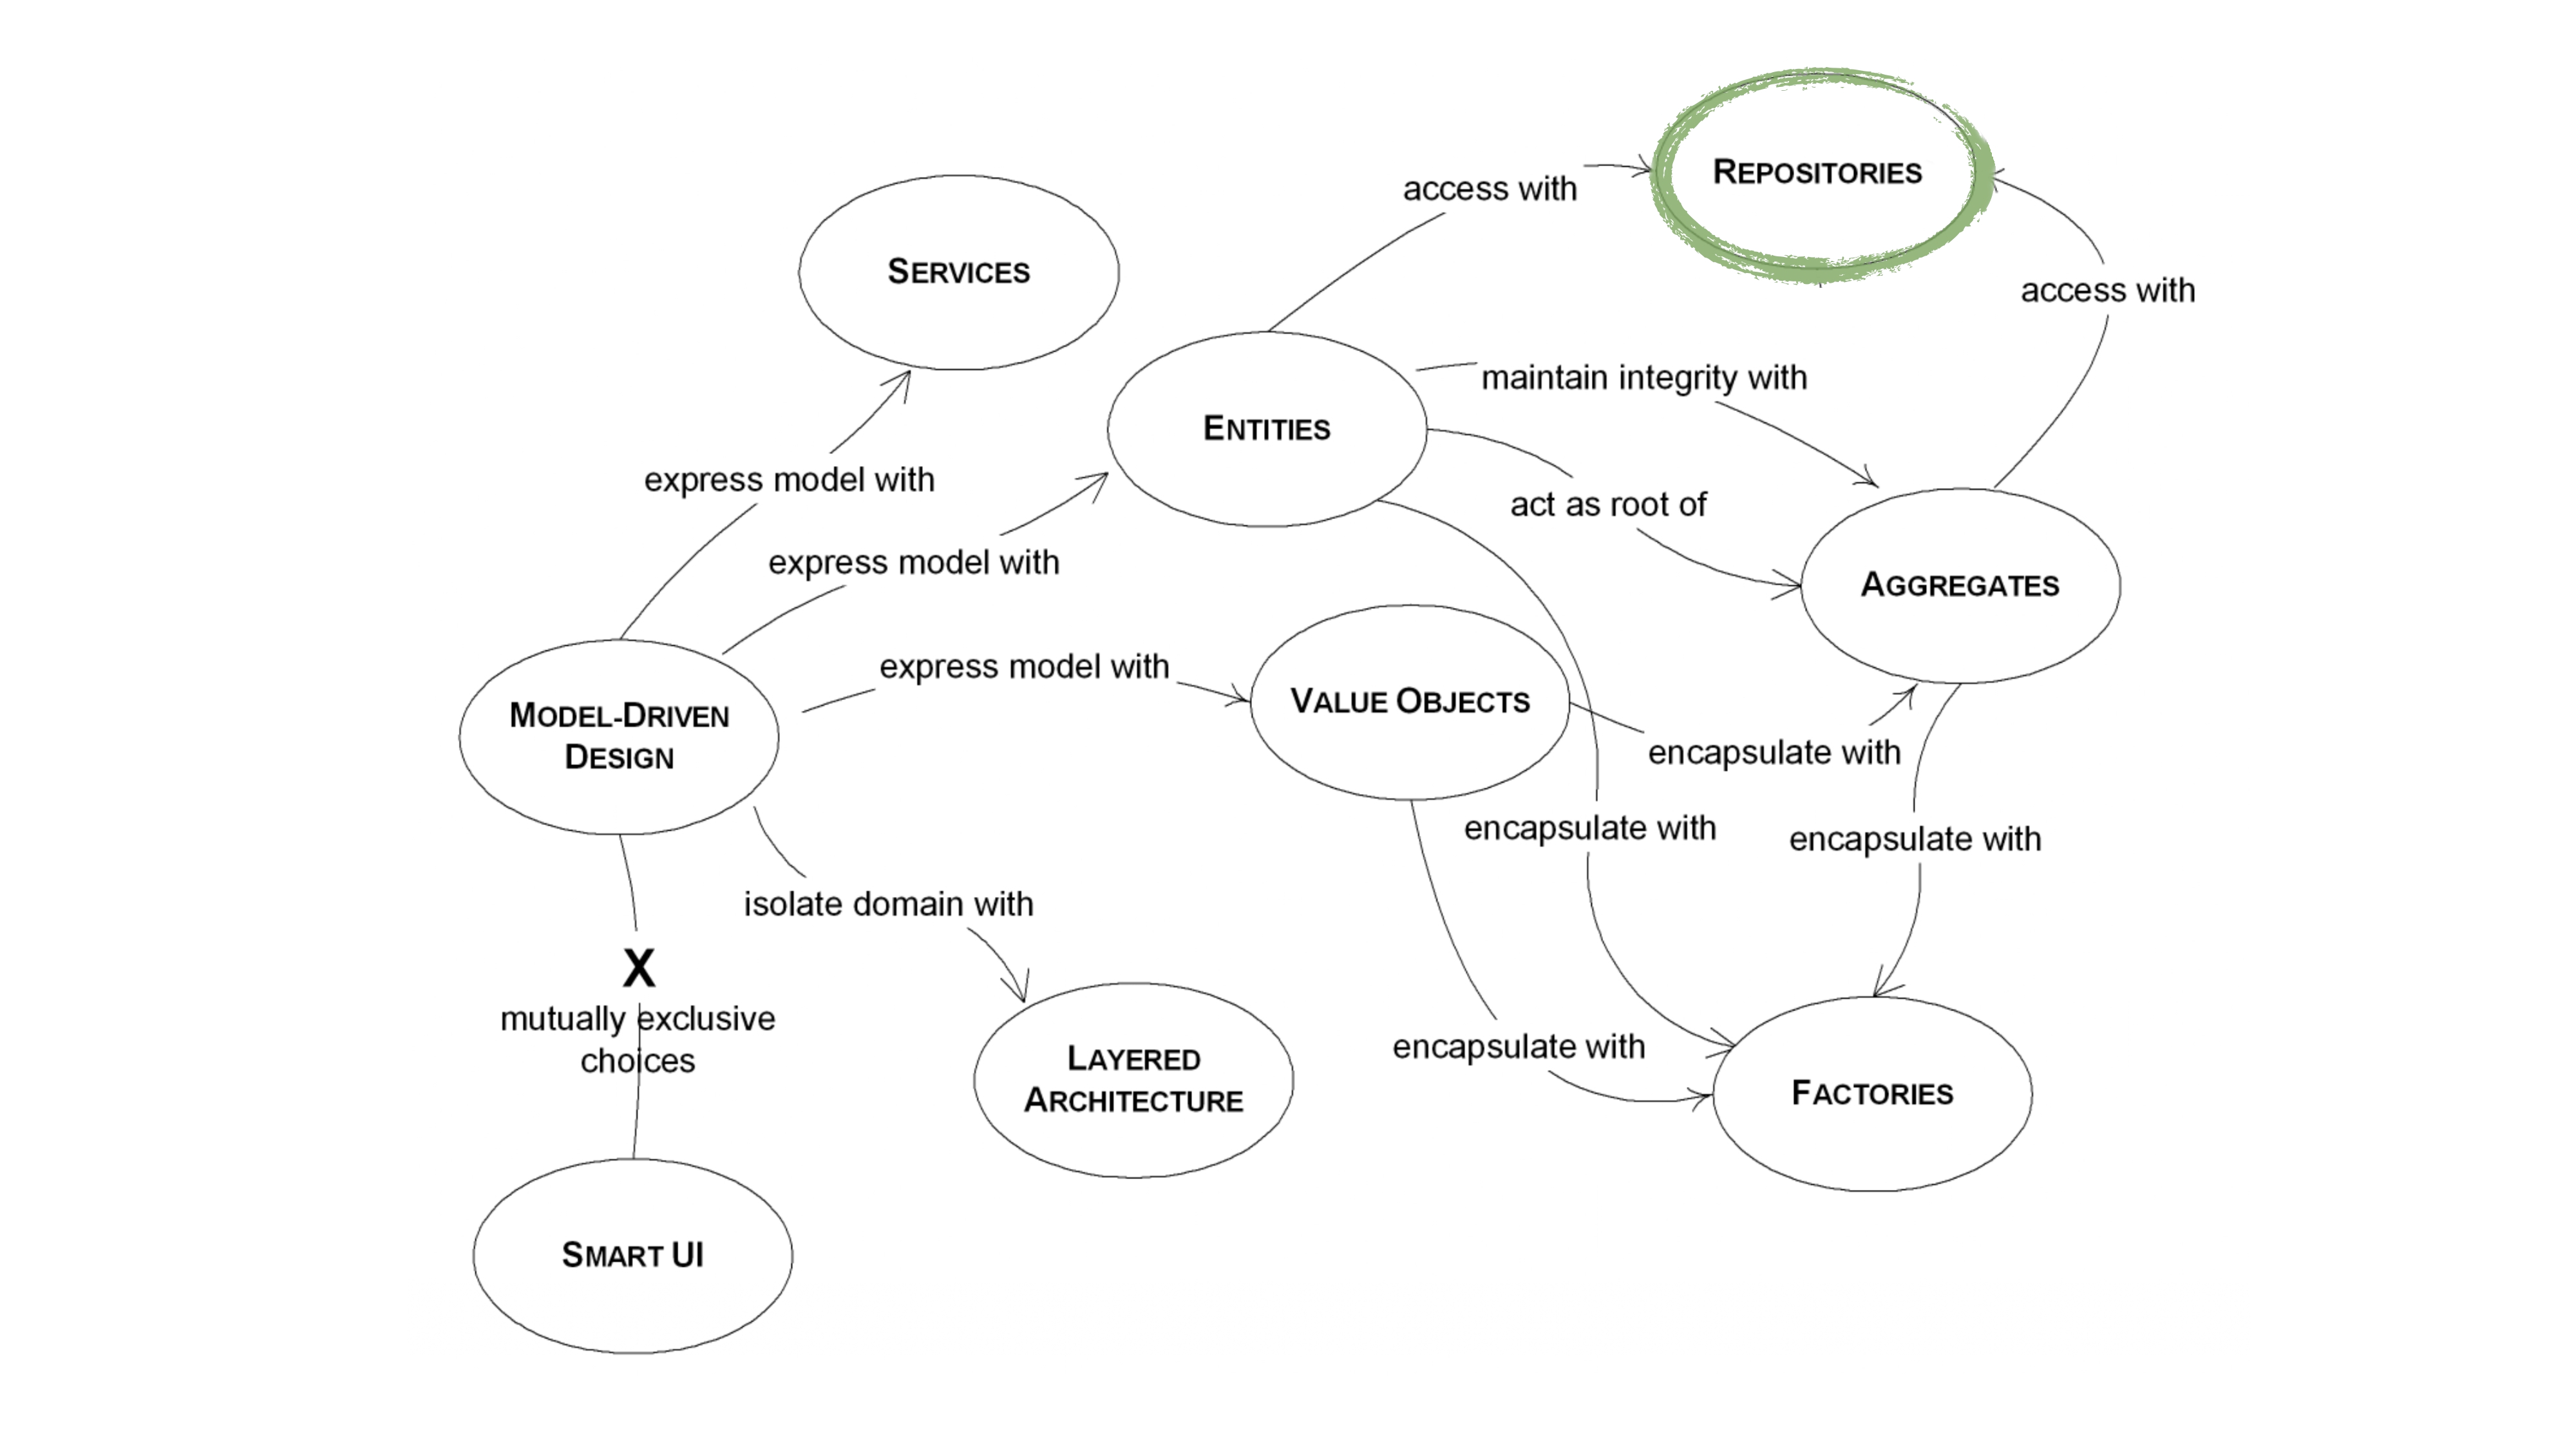 REPOSITORIES
access with
SERVICES
access with
maintain integrity with
ENTITIES
express model with
act as root of
express model with
AGGREGATES
express model with
VALUE OBJECTS
MODEL-DRIVEN
DESIGN
encapsulate with
encapsulate with
encapsulate with
isolate domain with
X
mutually exclusive
choices
encapsulate with
LAYERED
ARCHITECTURE
FACTORIES
SMART UI